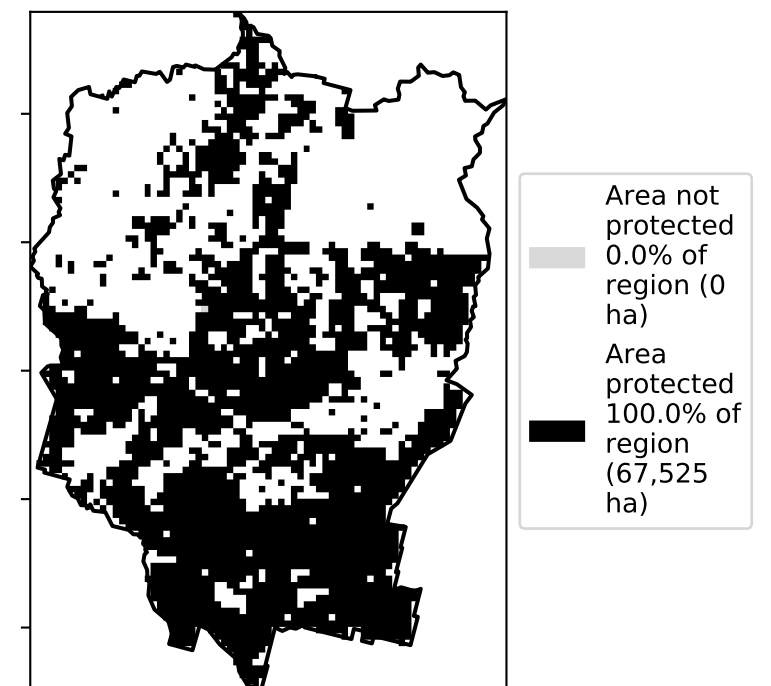 Area not
protected
0.0% of
region (0
ha)
Area
protected
100.0% of
region
(67,525
ha)